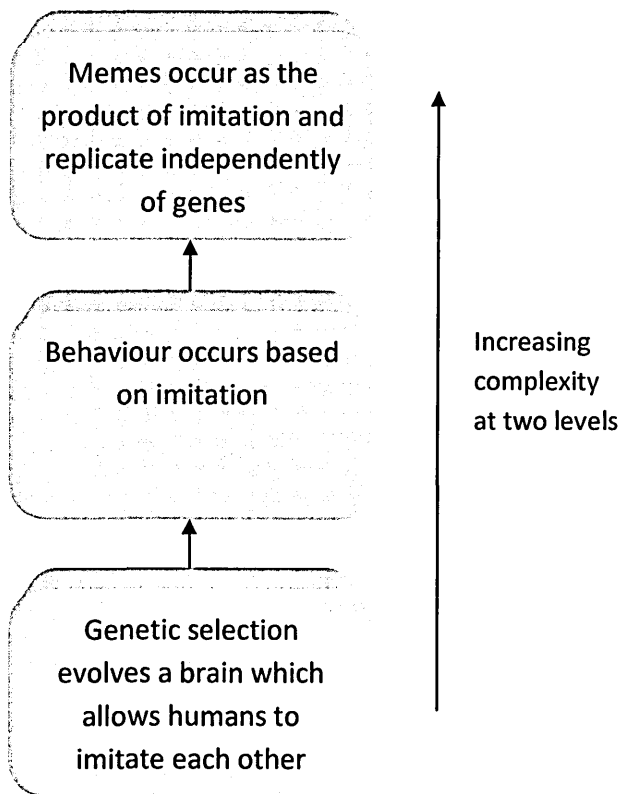 Memes occur as the
product of imitation and
replicate independently
of genes
Behaviour occurs based
on imitation
Increasing
complexity
at two levels
Genetic selection
evolves a brain which
allows humans to
imitate each other